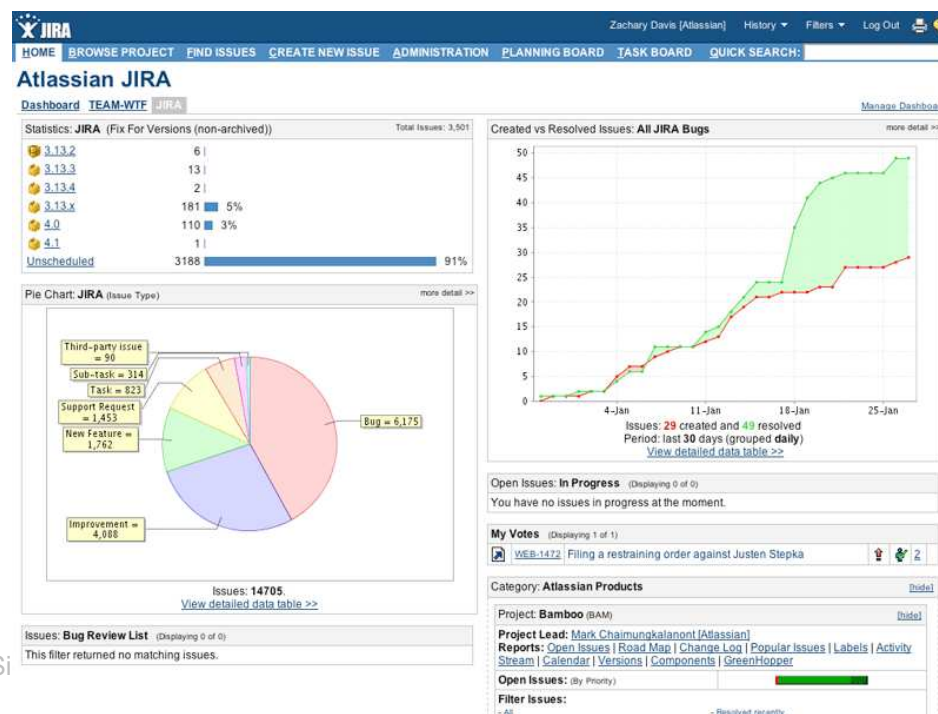 JIRA
Zachary Davis [Atlassian] History Filters Log Out
HOME BROWSE PROJECT FIND ISSUES CREATE NEW ISSUE ADMINISTRATION PLANNING BOARD TASK BOARD QUICK SEARCH:
Atlassian JIRA
Dashboard TEAM-WTF JIRA
Manage Dashboa
Statistics: JIRA (Fix For Versions (non-archived)) Total Issues: 3,501
3.13.2 6
3.13.3 13
3.13.4 2
3.13.x 181 5%
4.0 110 3%
4.1 1
Unscheduled 3188 91%
Pie Chart: JIRA (Issue Type) more detail >>
Third-party issue
= 90
Sub-task = 314
Task = 823
Support Request
= 1,453
New Feature =
1,762
Bug = 6,175
Improvement =
4,088
Issues: 14705.
View detailed data table >>
Issues: Bug Review List (Displaying 0 of 0)
This filter returned no matching issues.
Si
Created vs Resolved Issues: All JIRA Bugs more detail >>
50
45
40
35
30
25
20
15
10
5
0
4-Jan 11-Jan 18-Jan 25-Jan
Issues: 29 created and 49 resolved
Period: last 30 days (grouped daily)
View detailed data table >>
Open Issues: In Progress (Displaying 0 of 0)
You have no issues in progress at the moment.
My Votes (Displaying 1 of 1)
WEB-1472 Filing a restraining order against Justen Stepka 2
Category: Atlassian Products [hide]
Project: Bamboo (BAM) [hide]
Project Lead: Mark Chaimungkalanont [Atlassian]
Reports: Open Issues | Road Map | Change Log | Popular Issues | Labels | Activity
Stream | Calendar | Versions | Components | GreenHopper
Open Issues: (By Priority)
Filter Issues:
- All - Resolved recently